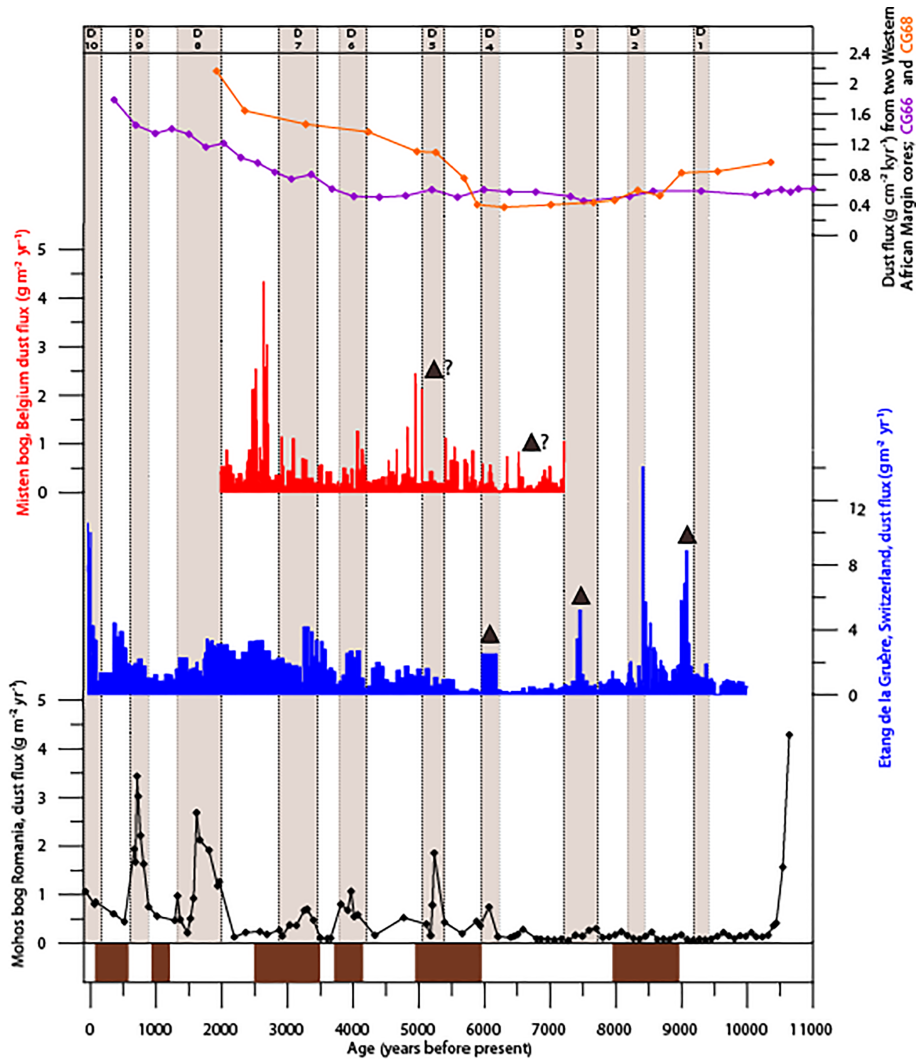 D D D D D D D D D D
10 9 8 7 6 5 4 3 2 1
2.4
2.0
1.6
1.2
0.8
0.4
0
Dust flux (g cm⁻² kyr⁻¹) from two Western
African Margin cores; CG66 and CG68
5
4
3
2
1
0
Misten bog, Belgium dust flux (g m⁻² yr⁻¹)
?
?
12
8
4
0
Etang de la Gruère, Switzerland, dust flux (gm⁻² yr⁻¹)
5
4
3
2
1
0
Mohos bog Romania, dust flux (g m⁻² yr⁻¹)
0 1000 2000 3000 4000 5000 6000 7000 8000 9000 10000 11000
Age (years before present)